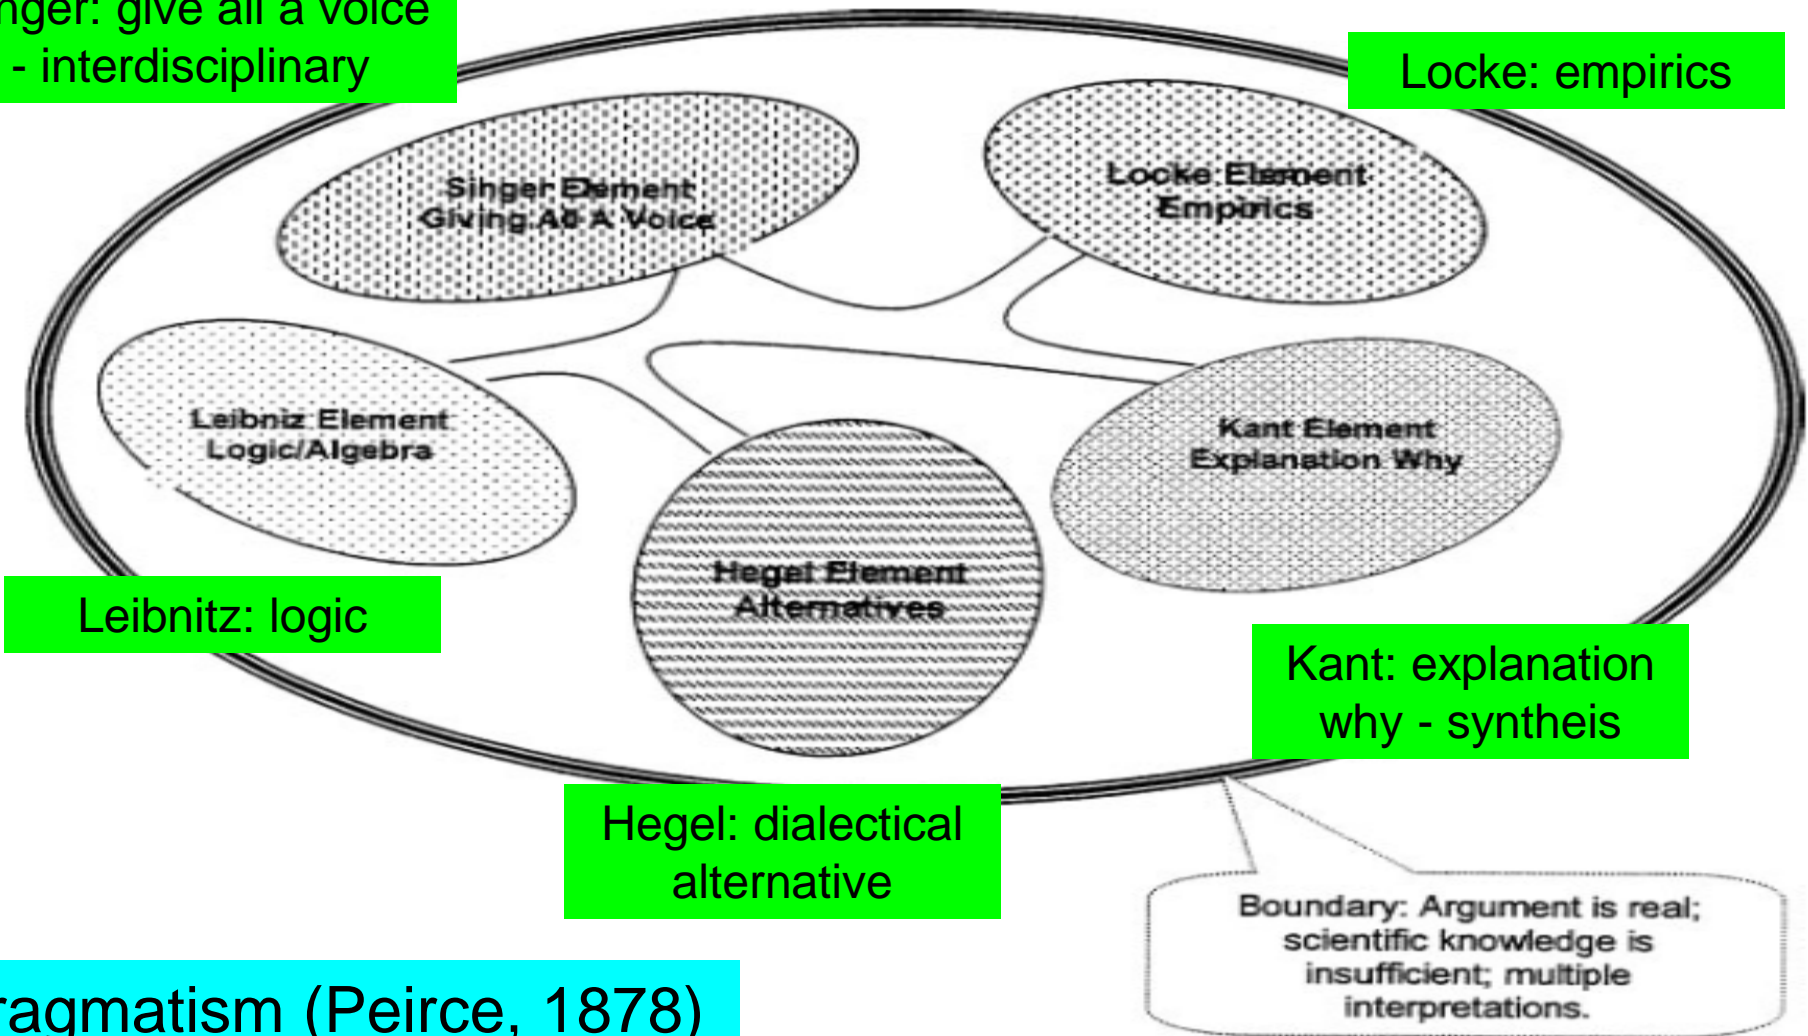 nger: give all a voice
- interdisciplinary
Locke: empirics
Singer Element
Giving All A Voice
Locke Element
Empirics
Leibniz Element
Logic/Algebra
Kant Element
Explanation Why
Hegel Element
Alternatives
Leibnitz: logic
Kant: explanation
why - syntheis
Hegel: dialectical
alternative
Boundary: Argument is real;
scientific knowledge is
insufficient; multiple
interpretations.
ragmatism (Peirce, 1878)